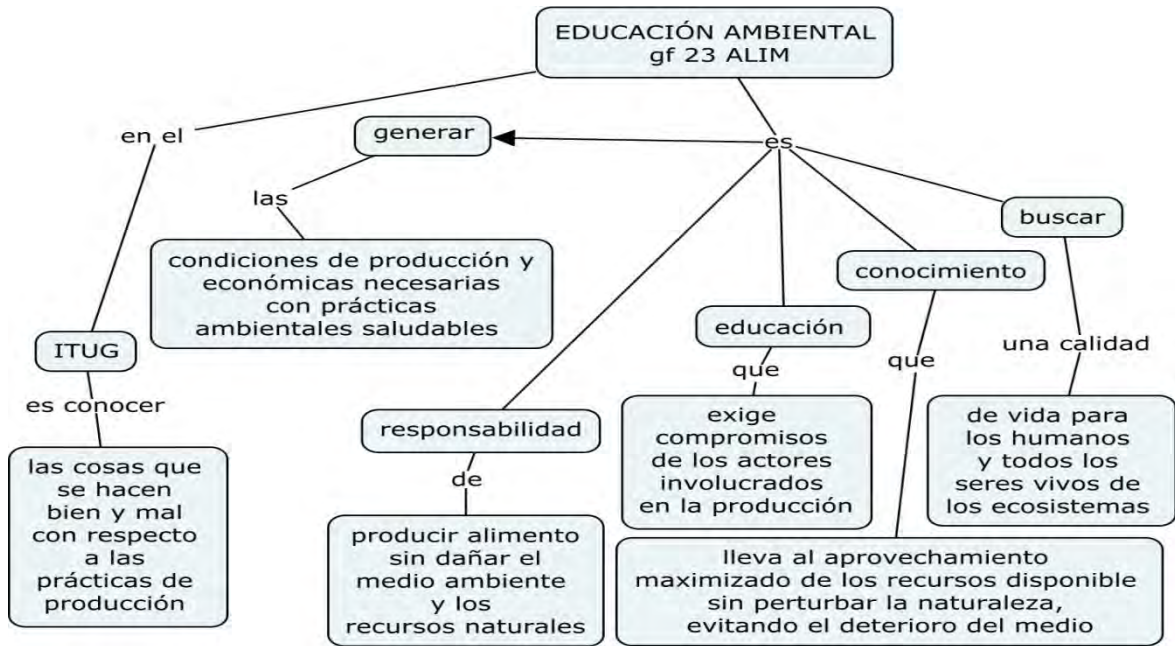 EDUCACIÓN AMBIENTAL
gf 23 ALIM
en el
generar
es
las
buscar
condiciones de producción y
económicas necesarias
con prácticas
ambientales saludables
conocimiento
educación
ITUG
una calidad
que
que
es conocer
responsabilidad
de
las cosas que
se hacen
bien y mal
con respecto
a las
prácticas de
producción
producir alimento
sin dañar el
medio ambiente
y los
recursos naturales
exige
compromisos
de los actores
involucrados
en la producción
de vida para
los humanos
y todos los
seres vivos de
los ecosistemas
lleva al aprovechamiento
maximizado de los recursos disponible
sin perturbar la naturaleza,
evitando el deterioro del medio